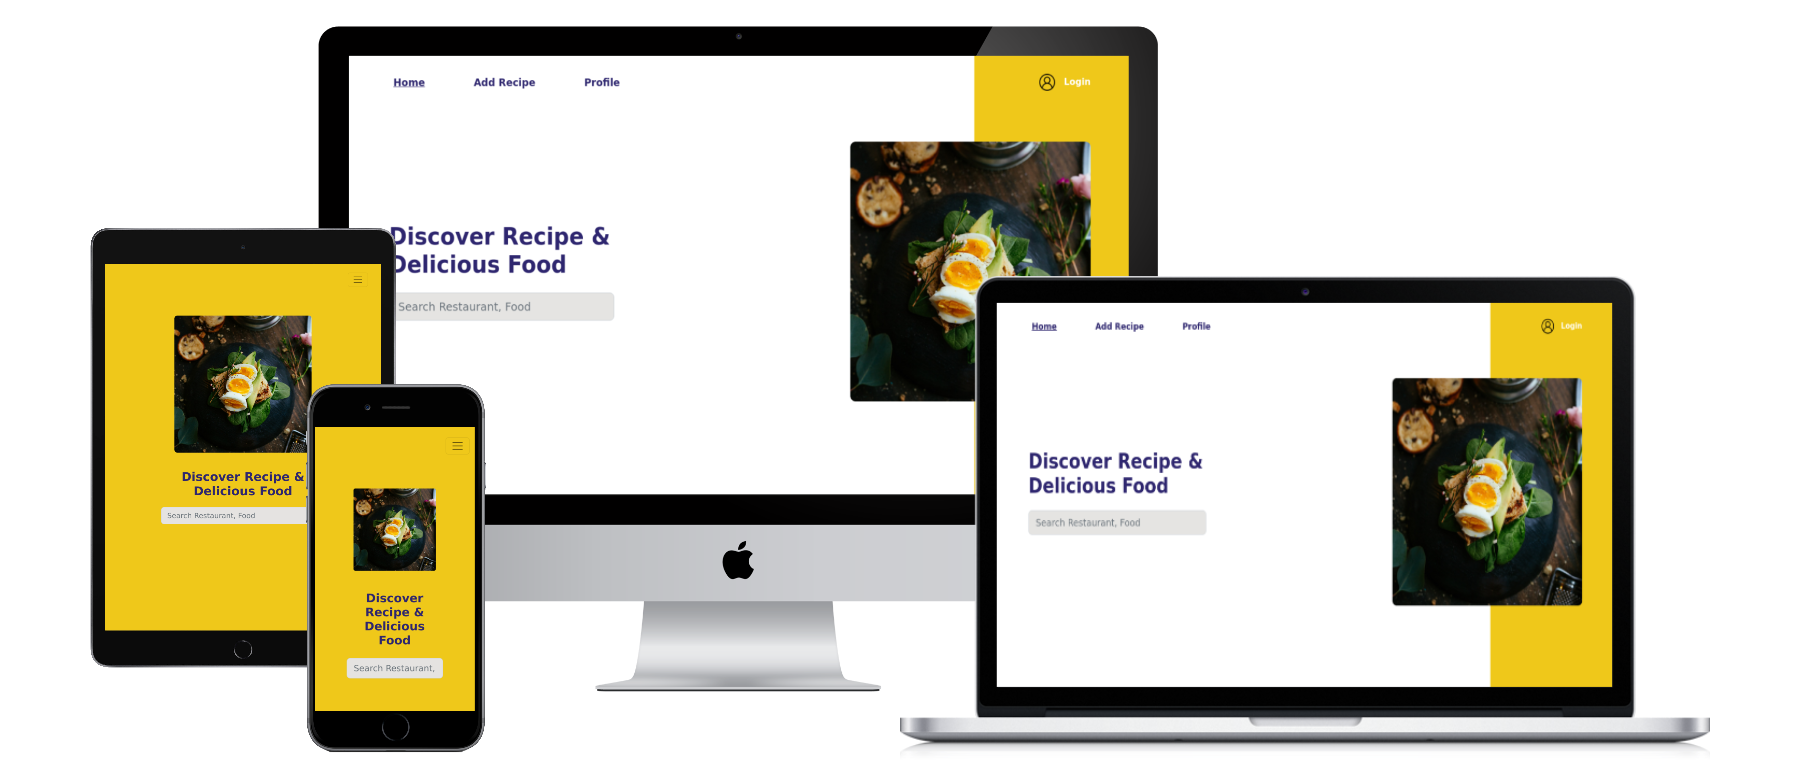 Home Add Recipe Profile Login
Discover Recipe &
Delicious Food
Search Restaurant, Food
Discover Recipe &
Delicious Food
Search Restaurant, Food
Discover
Recipe &
Delicious
Food
Search Restaurant,
Home Add Recipe Profile Login
Discover Recipe &
Delicious Food
Search Restaurant, Food